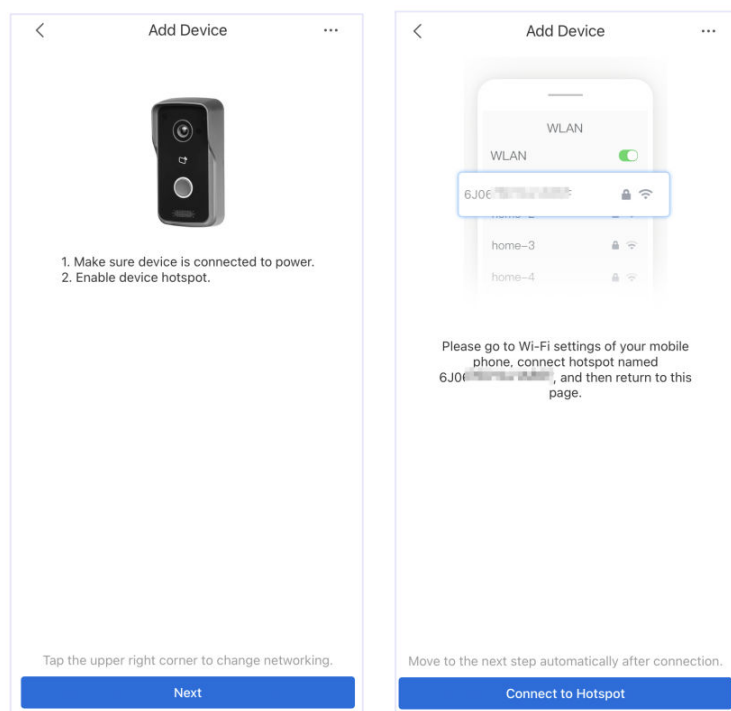 Add Device
1. Make sure device is connected to power.
2. Enable device hotspot.
Tap the upper right corner to change networking.
Next
Add Device
WLAN
WLAN
6J06
home-3
home-4
Please go to Wi-Fi settings of your mobile
phone, connect hotspot named
6J06, and then return to this
page.
Move to the next step automatically after connection.
Connect to Hotspot